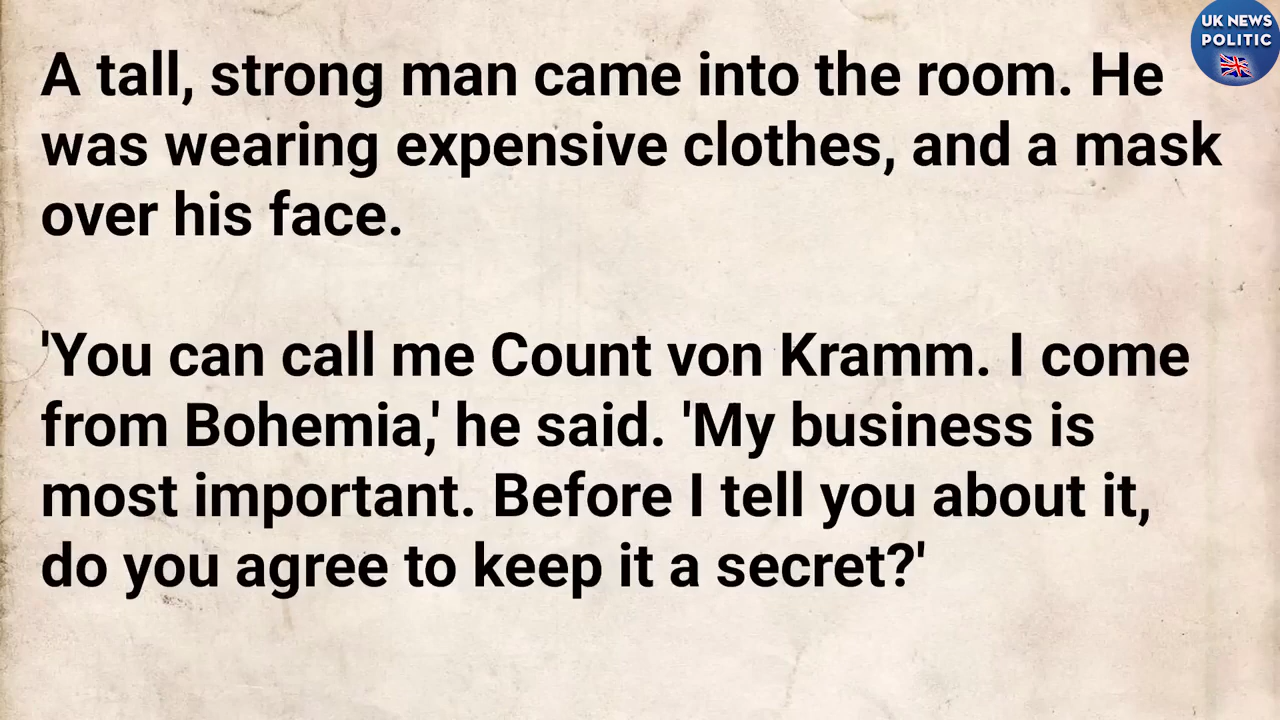 UK NEWS
POLITIC
A tall, strong man came into the room. He
was wearing expensive clothes, and a mask
over his face.
'You can call me Count von Kramm. I come
from Bohemia,' he said. 'My business is
most important. Before I tell you about it,
do you agree to keep it a secret?'